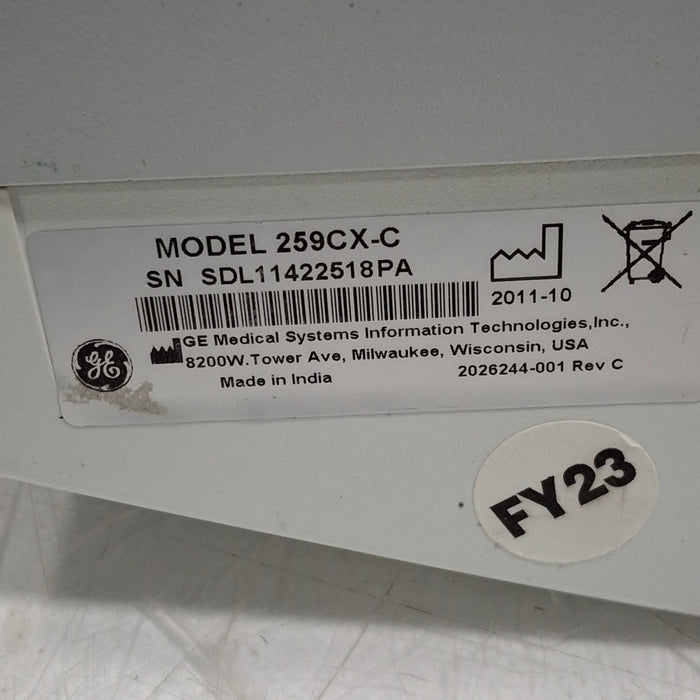 MODEL 259CX-C
SN SDL11422518PA
2011-10
GE Medical Systems Information Technologies,Inc.,
8200W.Tower Ave, Milwaukee, Wisconsin, USA
Made in India
2026244-001 Rev C
GE
FY23